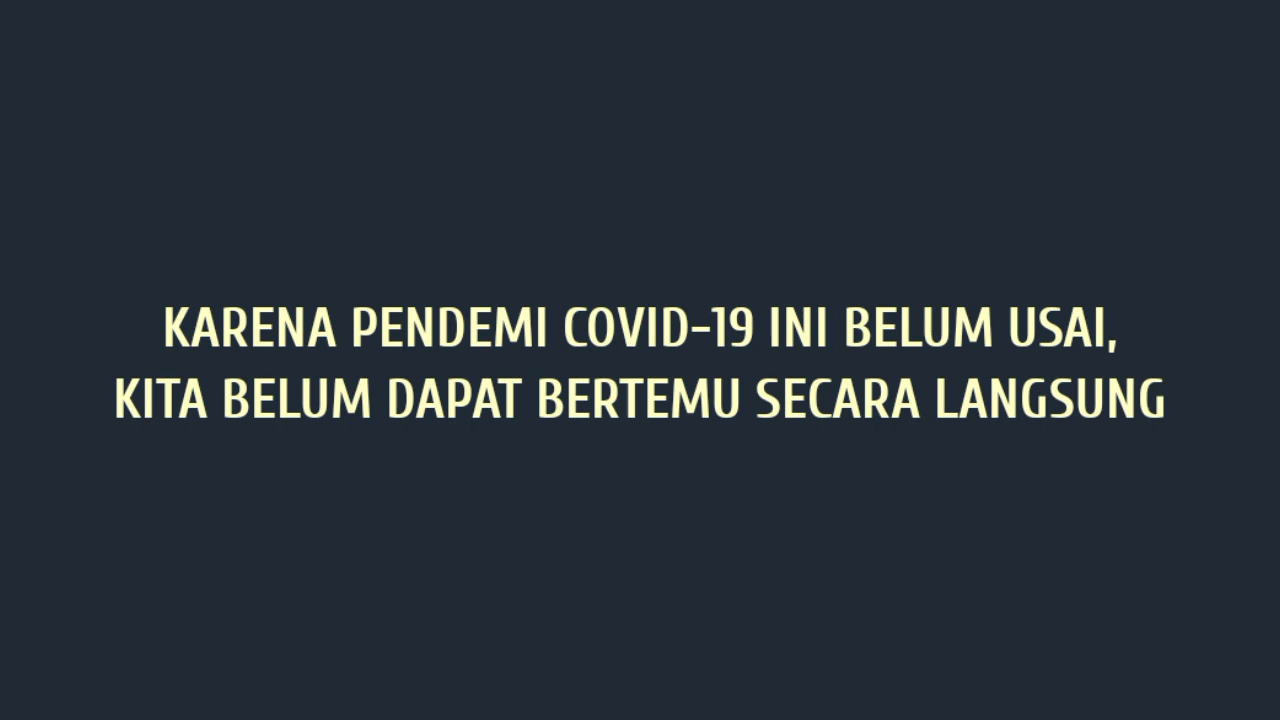 KARENA PENDEMI COVID-19 INI BELUM USAI,
KITA BELUM DAPAT BERTEMU SECARA LANGSUNG